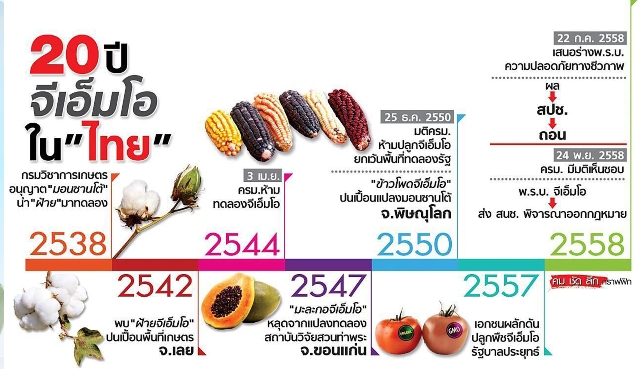 20 ปี
จีเอ็มโอ
ใน"ไทย"
กรมวิชาการเกษตร
อนุญาต"มอนซานโต้"
นำ"ฝ้าย"มาทดลอง
2538
2542
พบ"ฝ้ายจีเอ็มโอ"
ปนเปื้อนพื้นที่เกษตร
จ.เลย
3 เม.ย.
ครม.ห้าม
ทดลองจีเอ็มโอ
2544
2547
"มะละกอจีเอ็มโอ"
หลุดจากแปลงทดลอง
สถาบันวิจัยสวนท่าพระ
จ.ขอนแก่น
25 ธ.ค. 2550
มติครม.
ห้ามปลูกจีเอ็มโอ
ยกเว้นพื้นที่ทดลองรัฐ
"ข้าวโพดจีเอ็มโอ"
ปนเปื้อนแปลงมอนซานโต้
จ.พิษณุโลก
2550
2557
เอกชนผลักดัน
ปลูกพืชจีเอ็มโอ
รัฐบาลประยุทธ์
GMO
22 ก.ค. 2558
เสนอร่างพ.ร.บ.
ความปลอดภัยทางชีวภาพ
ผล
สปช.
ถอน
24 พ.ย. 2558
ครม. มีมติเห็นชอบ
พ.ร.บ. จีเอ็มโอ
ส่ง สนช. พิจารณาออกกฎหมาย
2558
คม ชัด ลึก กราฟฟิก